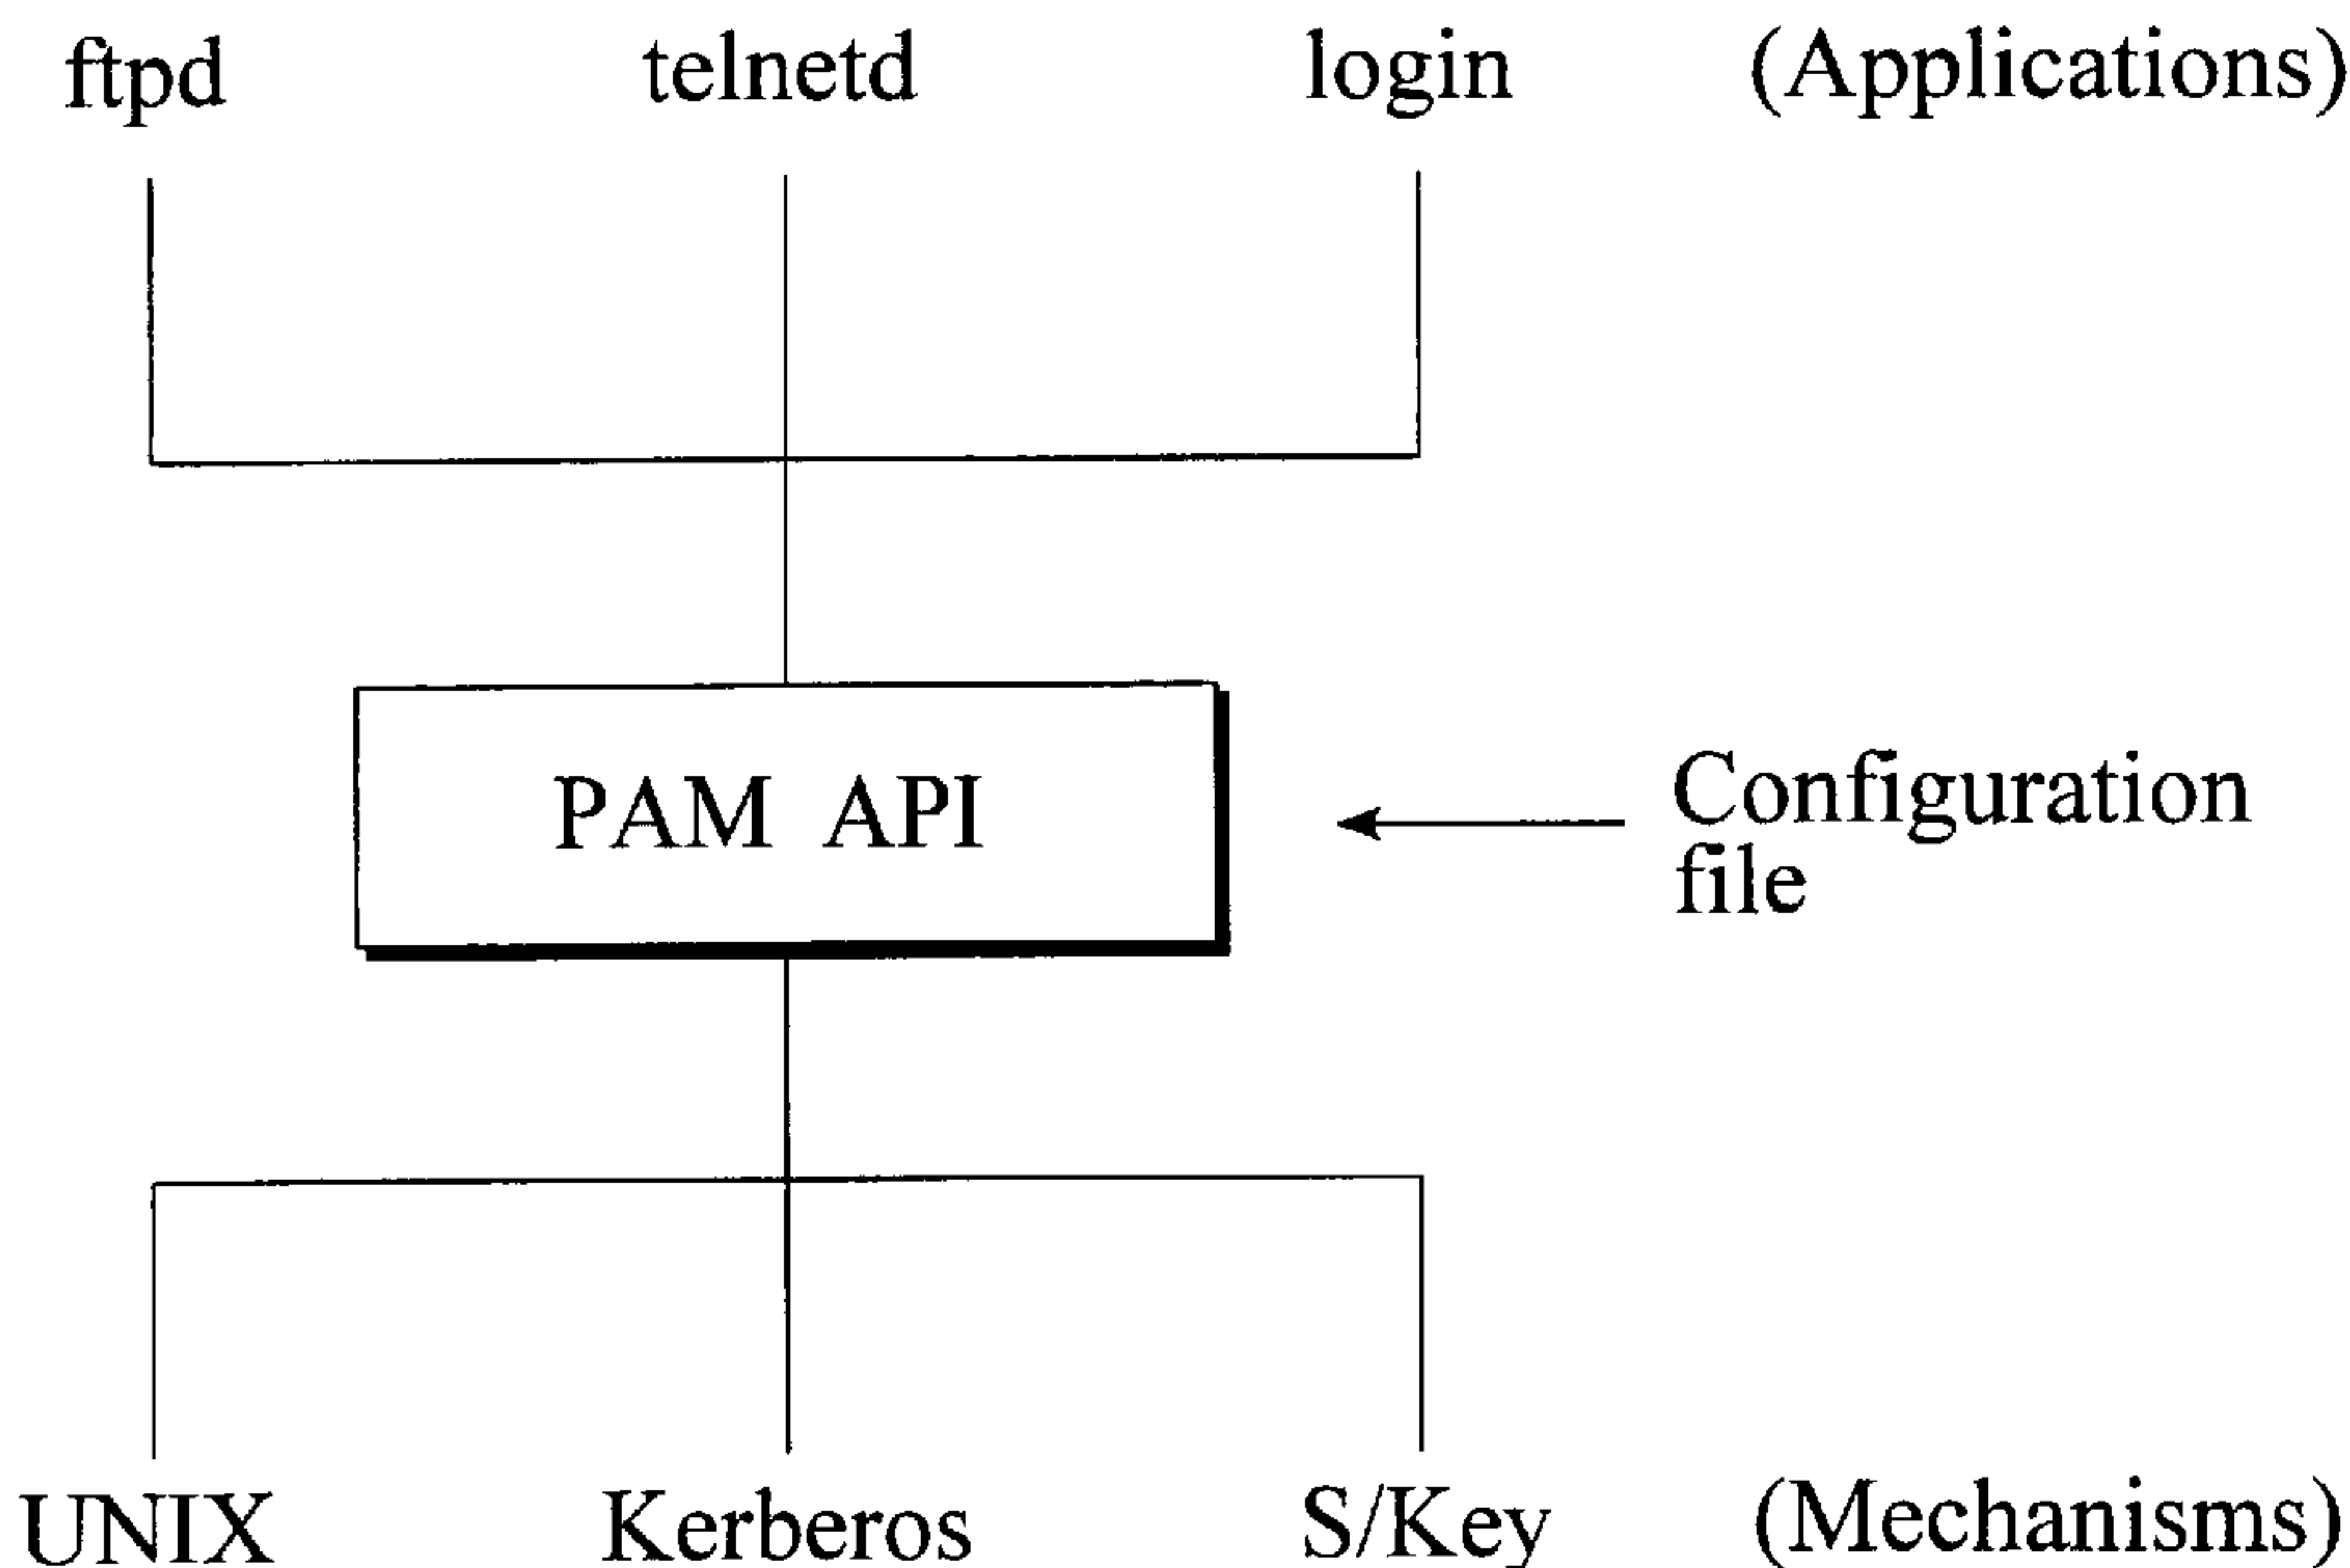 ftpd telnetd login (Applications)
PAM API
Configuration
file
UNIX Kerberos S/Key (Mechanisms)